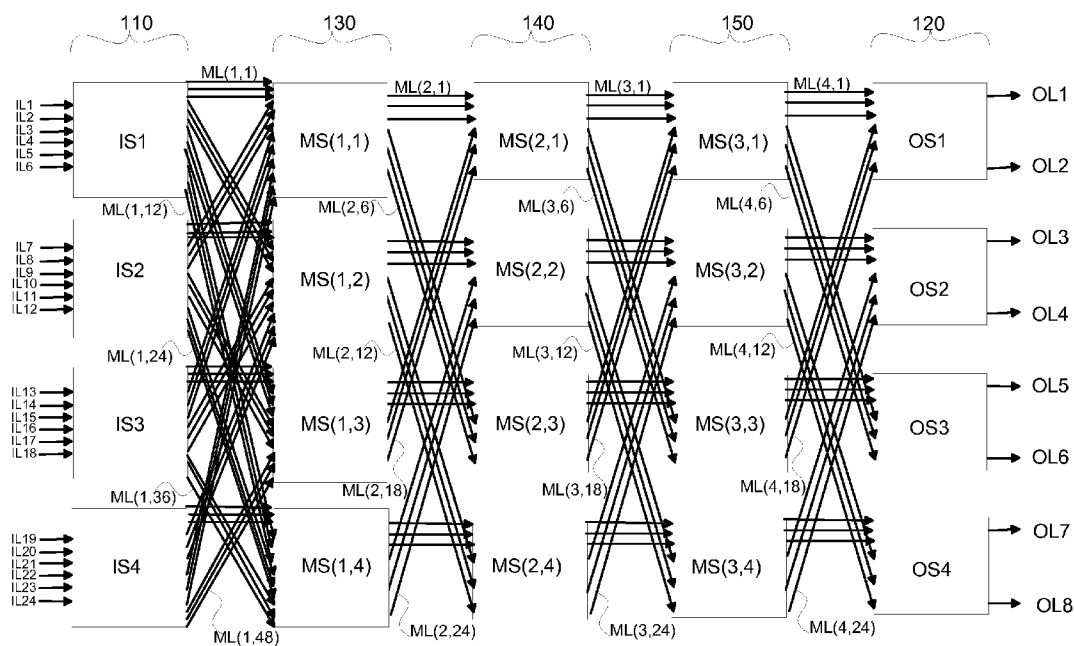 110 130 140 150 120
ML(1,1) ML(2,1) ML(3,1) ML(4,1)
IL1
IL2
IL3
IL4
IL5
IL6
IS1 MS(1,1) MS(2,1) MS(3,1) OS1
OL1
OL2
ML(1,12) ML(2,6) ML(3,6) ML(4,6)
IL7
IL8
IL9
IL10
IL11
IL12
IS2 MS(1,2) MS(2,2) MS(3,2) OS2
OL3
OL4
ML(1,24) ML(2,12) ML(3,12) ML(4,12)
IL13
IL14
IL15
IL16
IL17
IL18
IS3 MS(1,3) MS(2,3) MS(3,3) OS3
OL5
OL6
ML(1,36) ML(2,18) ML(3,18) ML(4,18)
IL19
IL20
IL21
IL22
IL23
IL24
IS4 MS(1,4) MS(2,4) MS(3,4) OS4
OL7
OL8
ML(1,48) ML(2,24) ML(3,24) ML(4,24)